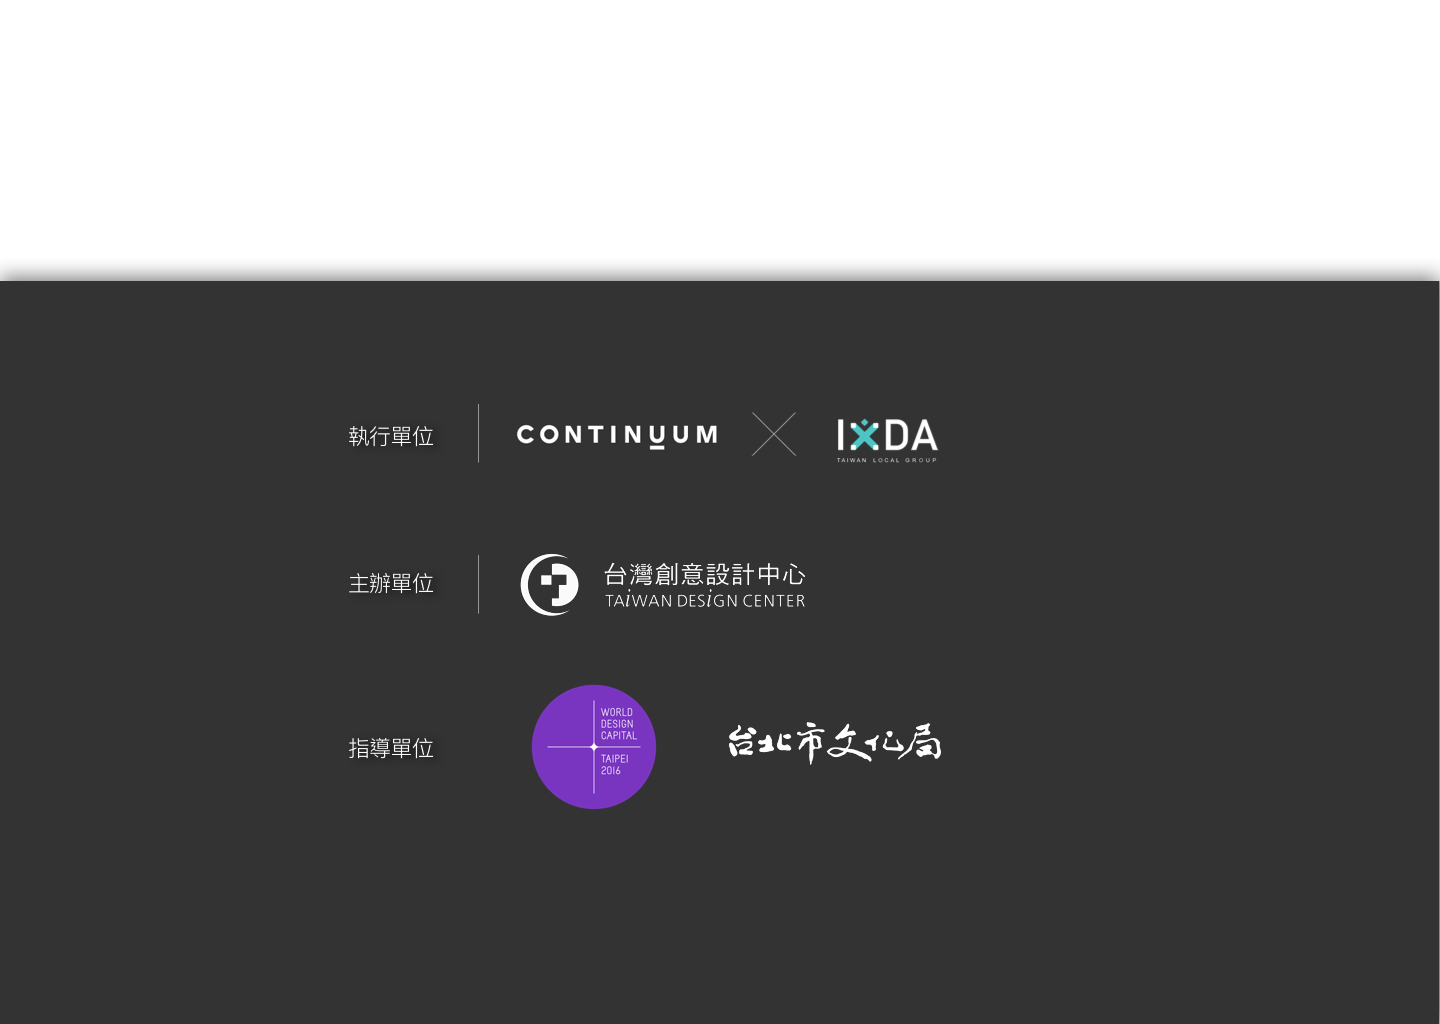 執行單位
CONTINUUM
IXDA
TAIWAN LOCAL GROUP
主辦單位
台灣創意設計中心
TAiWAN DESiGN CENTER
指導單位
WORLD
DESIGN
CAPITAL
TAIPEI
2016
台北市文化局